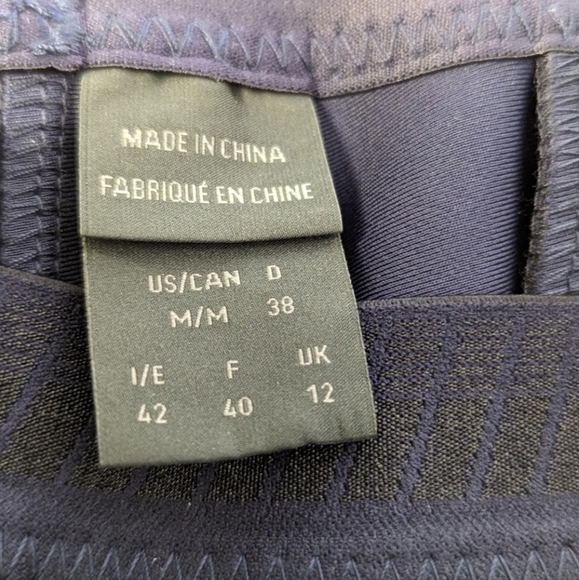 MADE IN CHINA
FABRIQUÉ EN CHINE
US/CAN D
M/M 38
I/E F UK
42 40 12